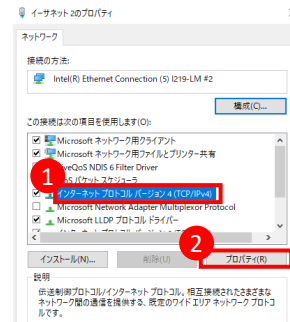 イーサネット 2のプロパティ
ネットワーク
接続の方法:
Intel(R) Ethernet Connection (5) I219-LM #2
構成(C)...
この接続は次の項目を使用します(O):
Microsoft ネットワーク用クライアント
Microsoft ネットワーク用ファイルとプリンター共有
veQoS NDIS 6 Filter Driver
パケット スケジューラ
1
インターネット プロトコル バージョン 4 (TCP/IPv4)
Microsoft Network Adapter Multiplexor Protocol
Microsoft LLDP プロトコル ドライバー
2
インストール(N)...
削除(U)
プロパティ(R)
説明
伝送制御プロトコル/インターネット プロトコル。相互接続されたさまざまな
ネットワーク間の通信を提供する、既定のワイド エリア ネットワーク プロトコ
ルです。